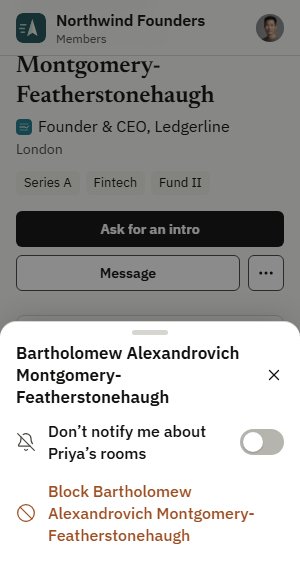 Northwind Founders
Members
Montgomery-
Featherstonehaugh
Founder & CEO, Ledgerline
London
Series A
Fintech
Fund II
Ask for an intro
Message
Bartholomew Alexandrovich
Montgomery-
Featherstonehaugh
Don’t notify me about
Priya’s rooms
Block Bartholomew
Alexandrovich Montgomery-
Featherstonehaugh